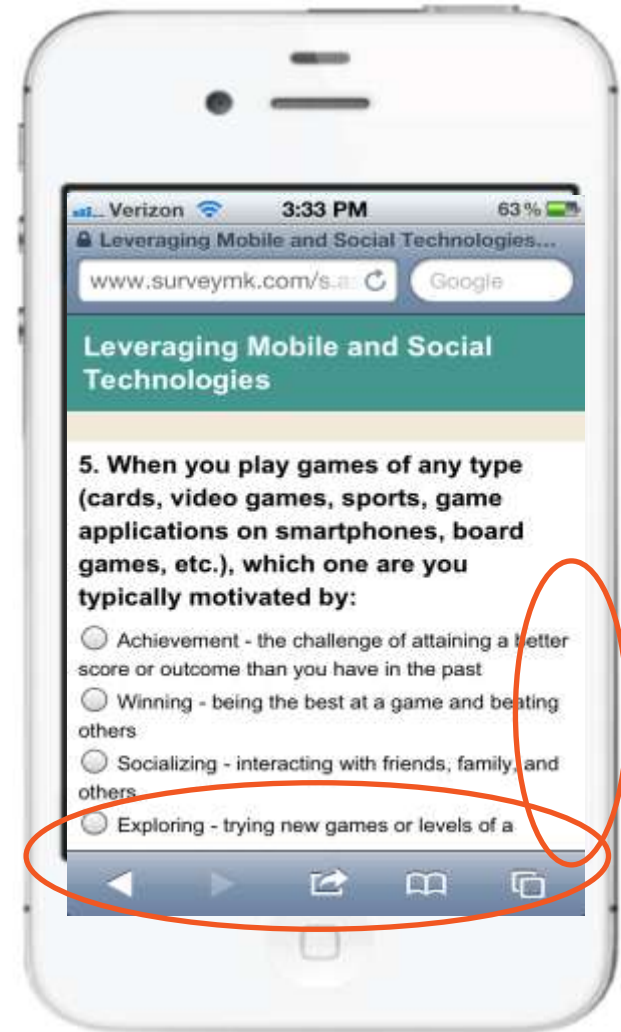 Verizon 3:33 PM 63%
Leveraging Mobile and Social Technologies...
www.surveymk.com/s.a Google
Leveraging Mobile and Social
Technologies
5. When you play games of any type
(cards, video games, sports, game
applications on smartphones, board
games, etc.), which one are you
typically motivated by:
Achievement - the challenge of attaining a better
score or outcome than you have in the past
Winning - being the best at a game and beating
others
Socializing - interacting with friends, family, and
others
Exploring - trying new games or levels of a